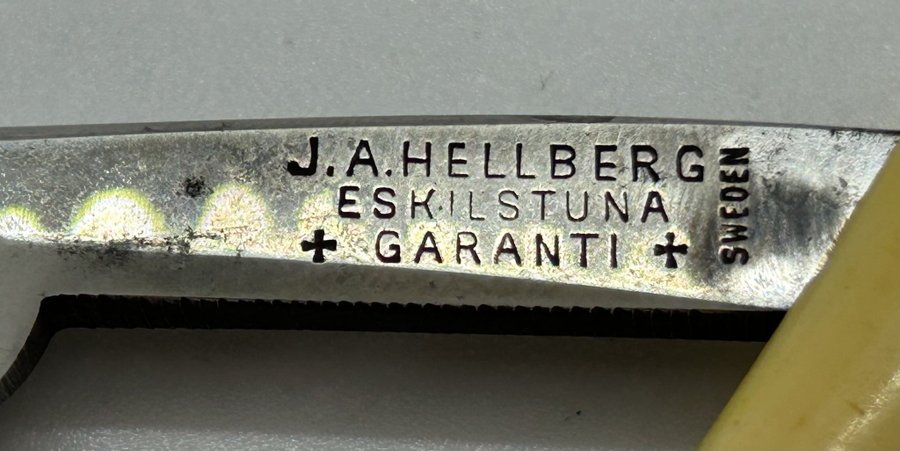 J.A.HELLBERG
ESKILSTUNA
✚ GARANTI ✚
SWEDEN